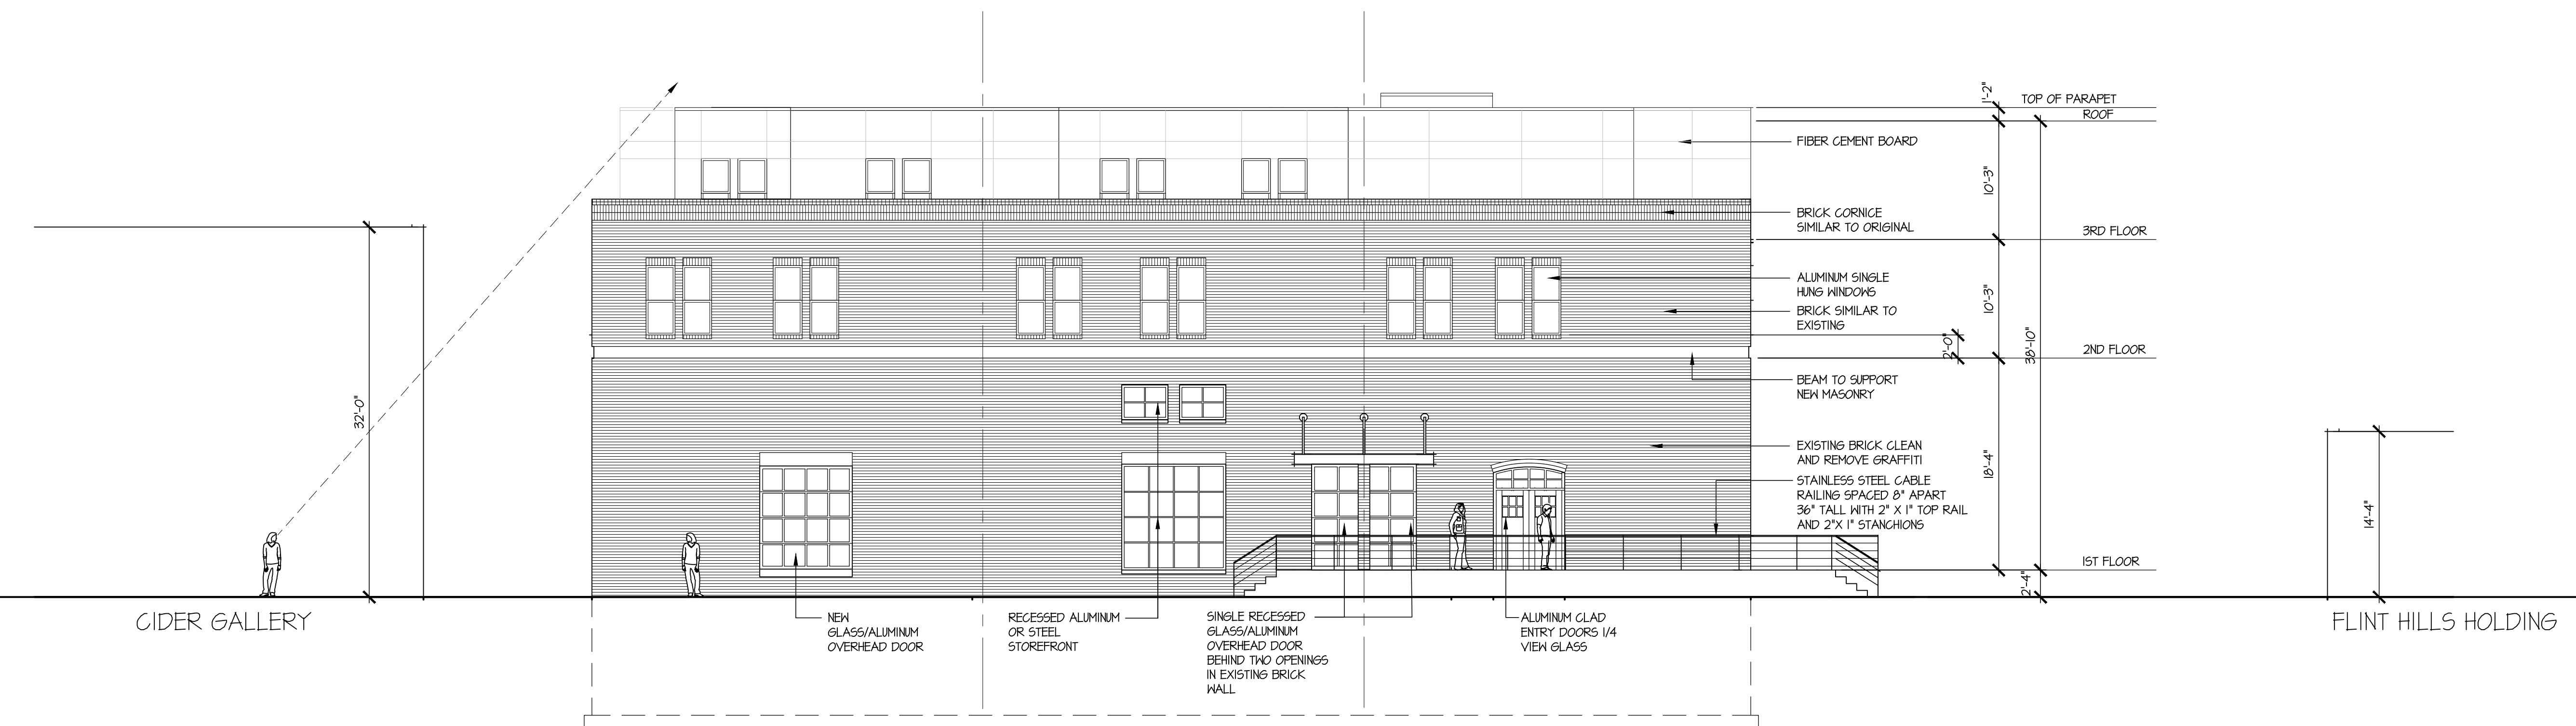 1'-2"
TOP OF PARAPET
ROOF
FIBER CEMENT BOARD
10'-3"
BRICK CORNICE
SIMILAR TO ORIGINAL
3RD FLOOR
ALUMINUM SINGLE
HUNG WINDOWS
10'-3"
BRICK SIMILAR TO
EXISTING
2'-0"
38'-10"
2ND FLOOR
BEAM TO SUPPORT
NEW MASONRY
32'-0"
EXISTING BRICK CLEAN
AND REMOVE GRAFFITI
18'-4"
STAINLESS STEEL CABLE
RAILING SPACED 8" APART
36" TALL WITH 2" X 1" TOP RAIL
AND 2"X 1" STANCHIONS
14'-4"
1ST FLOOR
2'-4"
CIDER GALLERY
NEW
GLASS/ALUMINUM
OVERHEAD DOOR
RECESSED ALUMINUM
OR STEEL
STOREFRONT
SINGLE RECESSED
GLASS/ALUMINUM
OVERHEAD DOOR
BEHIND TWO OPENINGS
IN EXISTING BRICK
WALL
ALUMINUM CLAD
ENTRY DOORS 1/4
VIEW GLASS
FLINT HILLS HOLDING